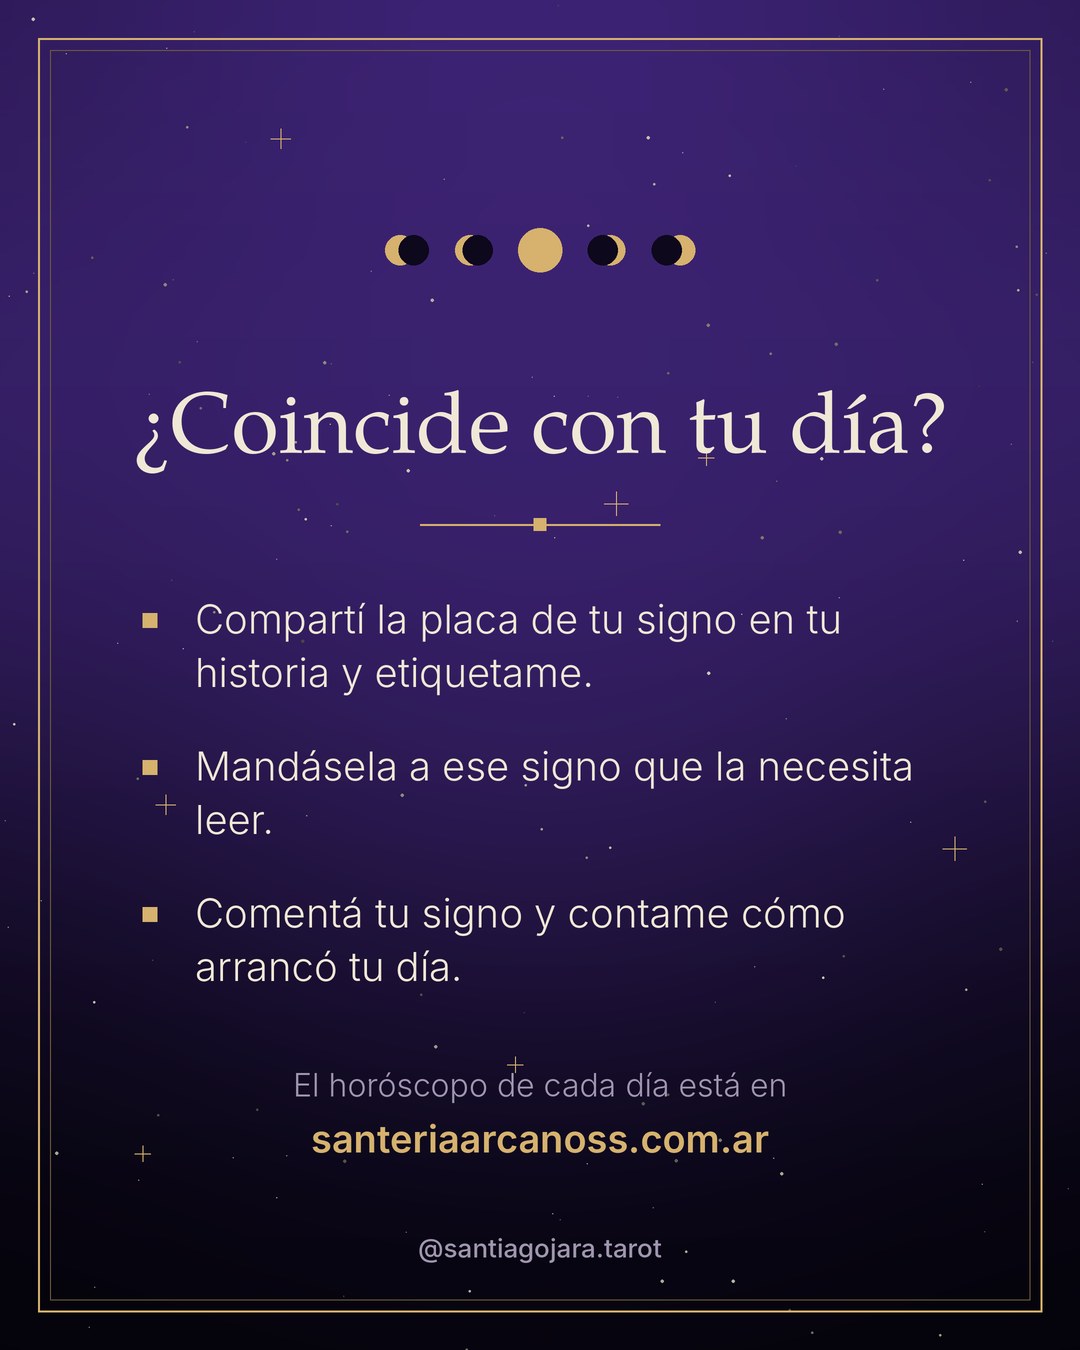 ¿Coincide con tu día?
Compartí la placa de tu signo en tu
historia y etiquetame.
Mandásela a ese signo que la necesita
leer.
Comentá tu signo y contame cómo
arrancó tu día.
El horóscopo de cada día está en
santeriaarcanoss.com.ar
@santiagojara.tarot